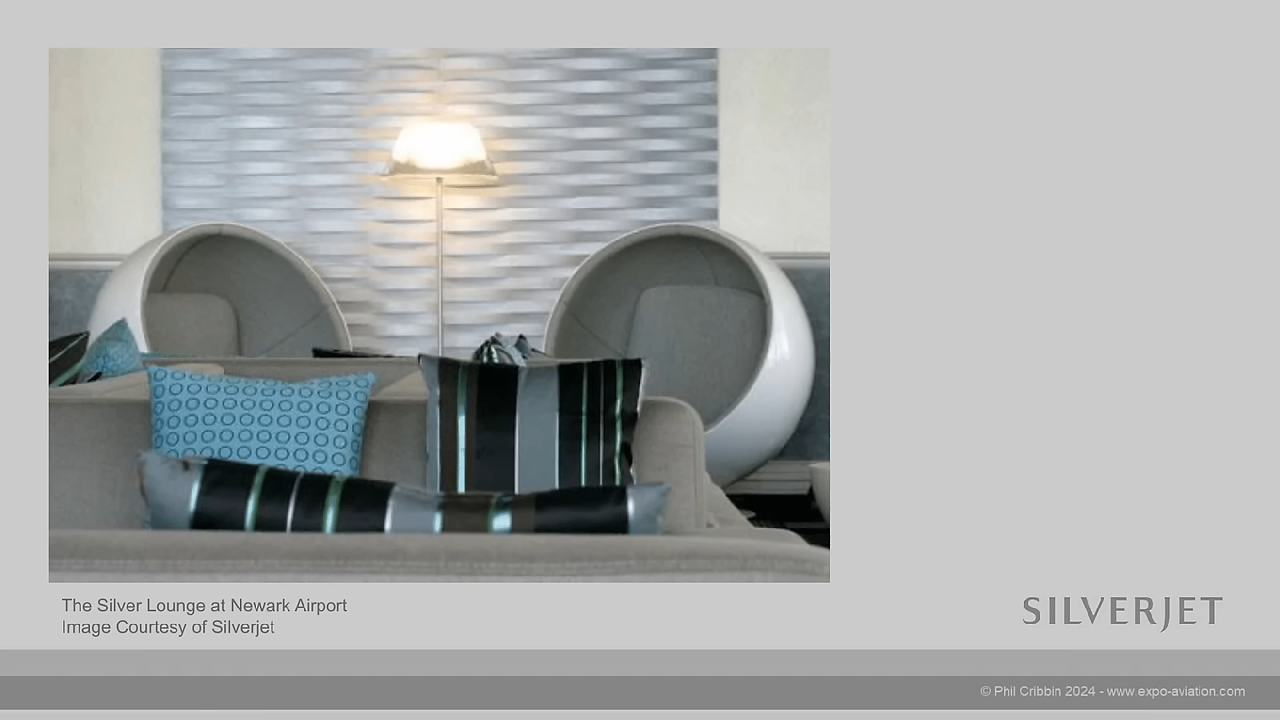 The Silver Lounge at Newark Airport
Image Courtesy of Silverjet
SILVERJET
© Phil Cribbin 2024 - www.expo-aviation.com